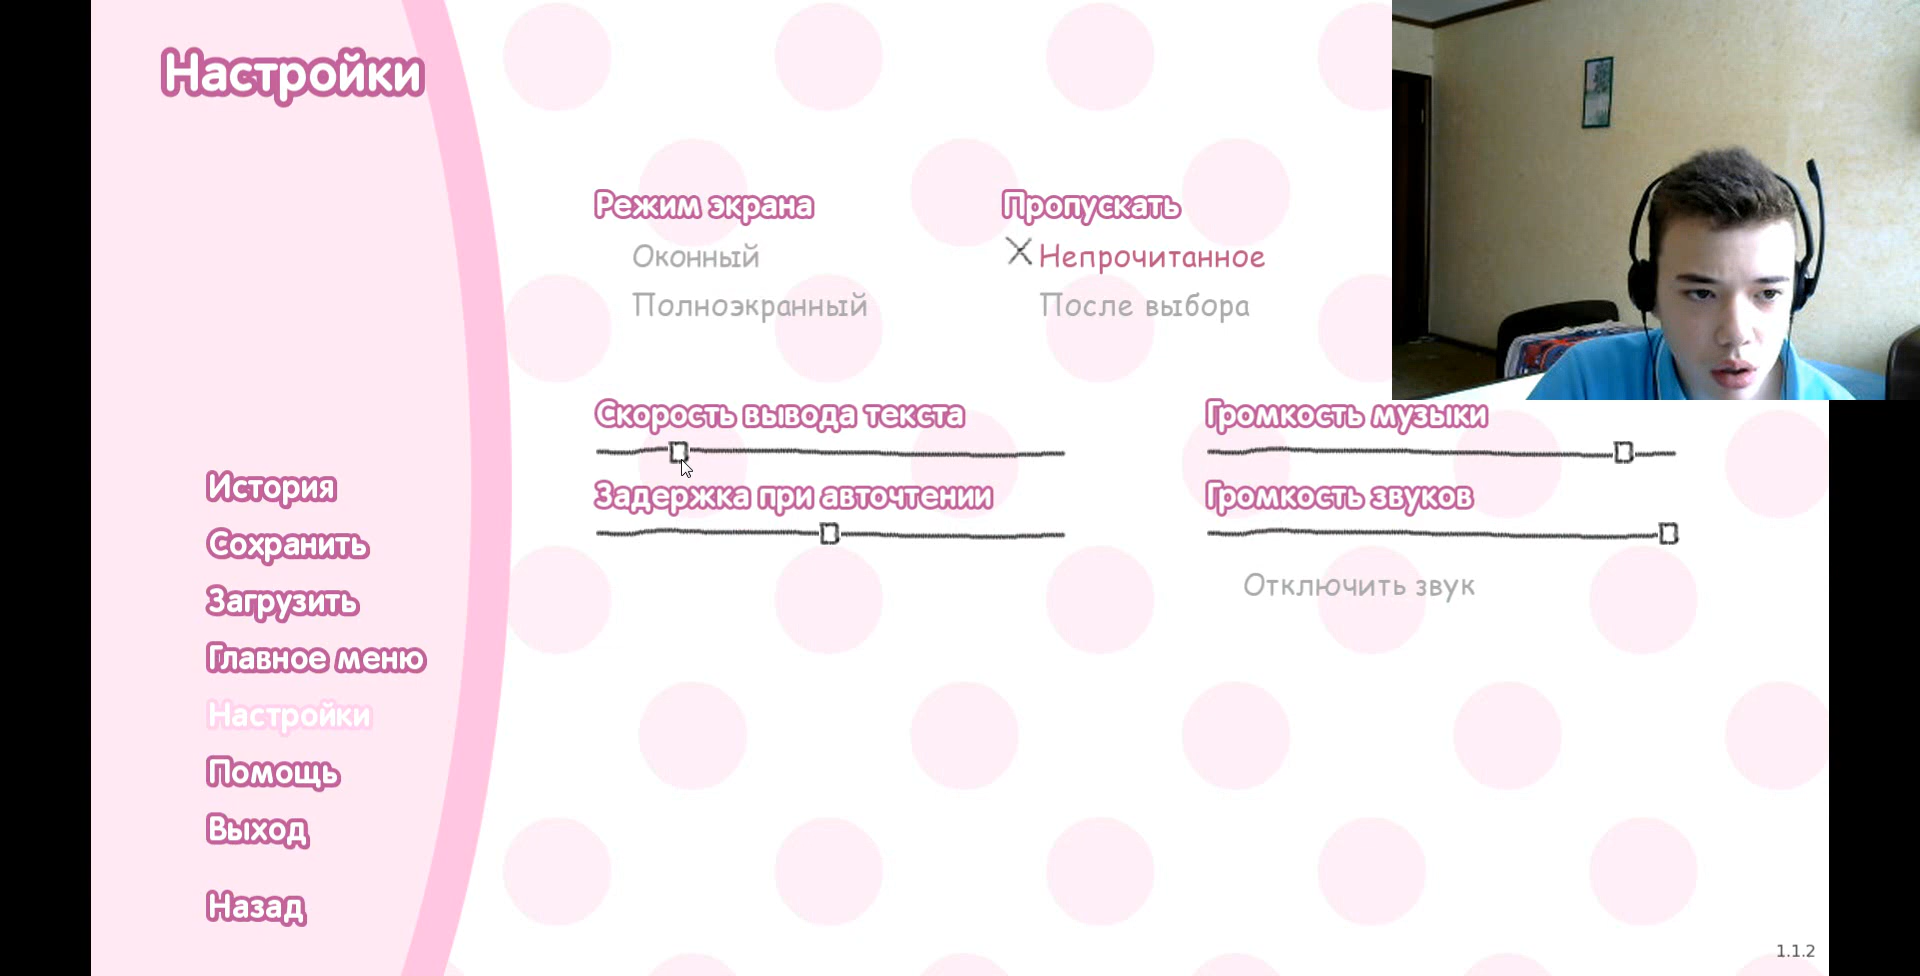 Настройки
Режим экрана
Оконный
Полноэкранный
Пропускать
Непрочитанное
После выбора
Скорость вывода текста
Задержка при авточтении
Громкость музыки
Громкость звуков
Отключить звук
История
Сохранить
Загрузить
Главное меню
Настройки
Помощь
Выход
Назад
1.1.2